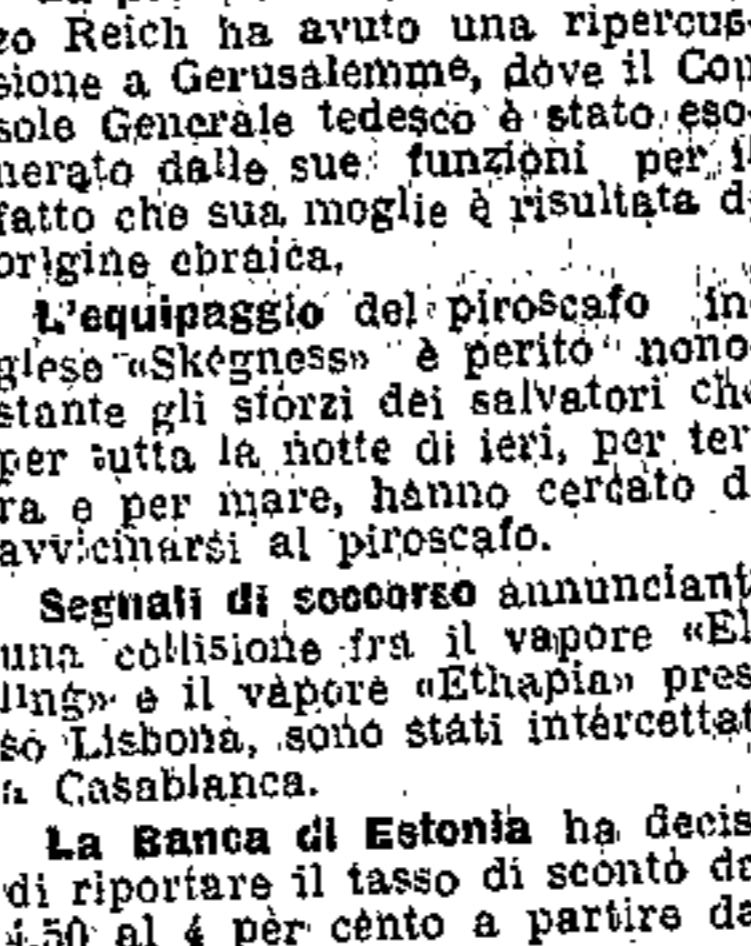 zo Reich ha avuto una ripercus-
sione a Gerusalemme, dove il Con
sole Generale tedesco è stato eso-
nerato dalle sue funzioni per il
fatto che sua moglie è risultata d
origine ebraica.
L'equipaggio del piroscafo in-
glese «Skegness» è perito nono-
stante gli sforzi dei salvatori che
per tutta la notte di ieri, per ter
ra e per mare, hanno cercato d
avvicinarsi al piroscafo.
Segnali di soccorso annunciant
una collisione fra il vapore «El
ling» e il vapore «Ethapia» pres
so Lisbona, sono stati intercettat
a Casablanca.
La Banca di Estonia ha decis
di riportare il tasso di sconto da
4.50 al 4 per cento a partire da